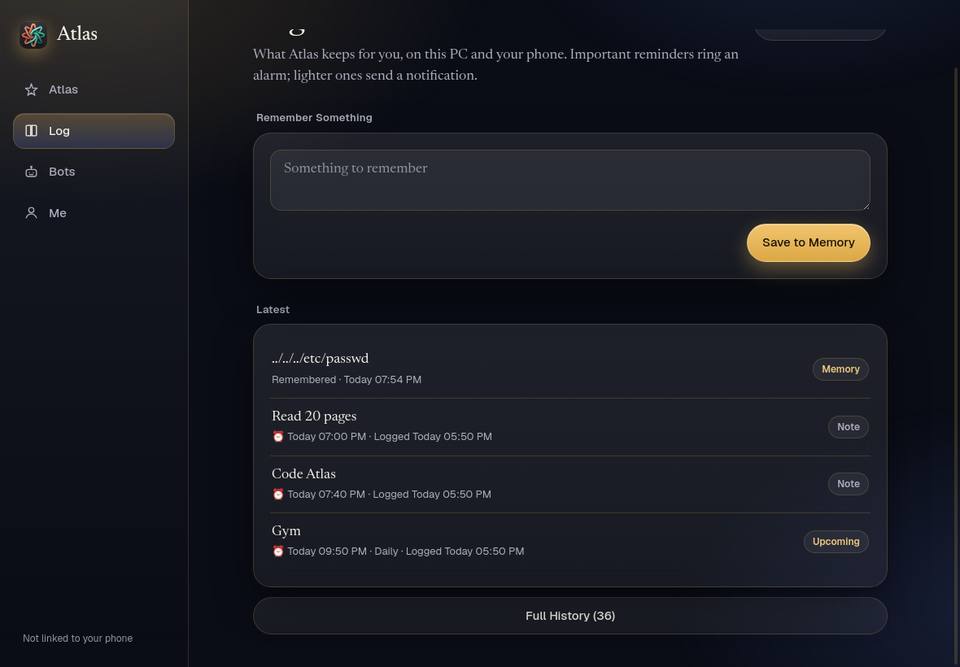 Atlas
Atlas
Log
Bots
Me
Not linked to your phone
What Atlas keeps for you, on this PC and your phone. Important reminders ring an
alarm; lighter ones send a notification.
Remember Something
Something to remember
Save to Memory
Latest
../../../etc/passwd
Remembered · Today 07:54 PM
Memory
Read 20 pages
⏰ Today 07:00 PM · Logged Today 05:50 PM
Note
Code Atlas
⏰ Today 07:40 PM · Logged Today 05:50 PM
Note
Gym
⏰ Today 09:50 PM · Daily · Logged Today 05:50 PM
Upcoming
Full History (36)